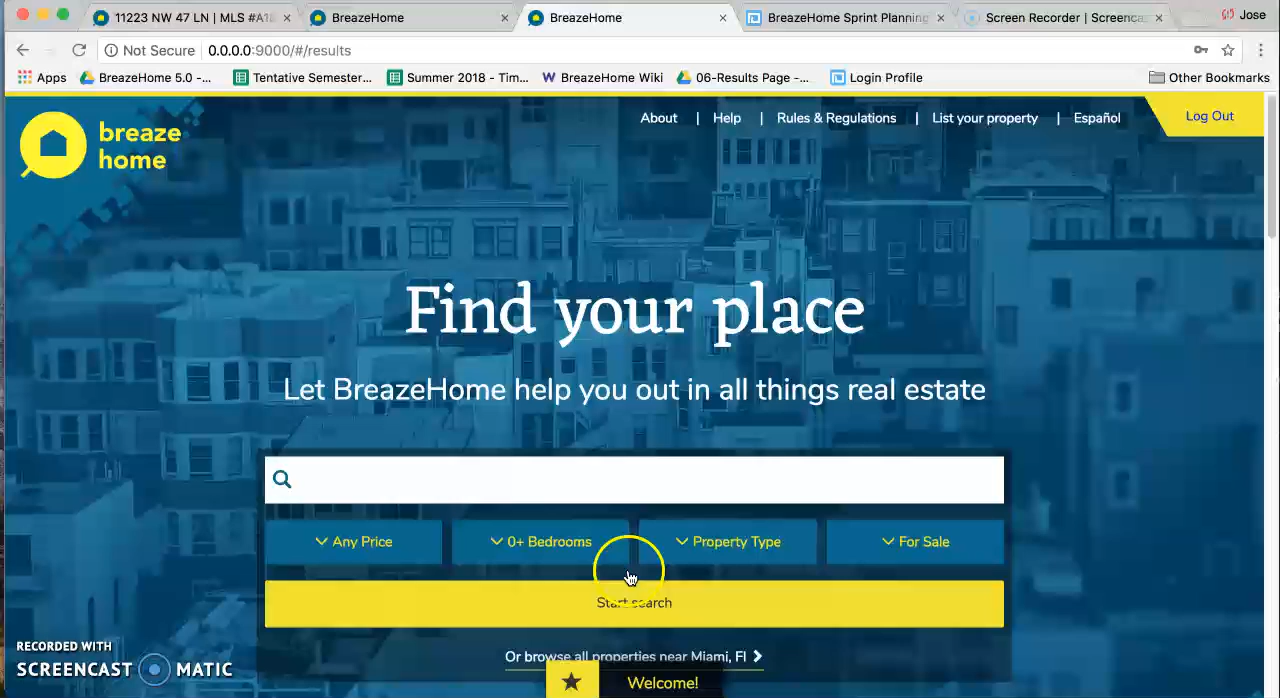 11223 NW 47 LN | MLS #A1
BreazeHome
BreazeHome
BreazeHome Sprint Planning
Screen Recorder | Screenca
Jose
Not Secure
0.0.0.0:9000/#/results
Apps
BreazeHome 5.0 -...
Tentative Semester...
Summer 2018 - Tim...
BreazeHome Wiki
06-Results Page -...
Login Profile
Other Bookmarks
breaze
home
About | Help | Rules & Regulations | List your property | Español
Log Out
Find your place
Let BreazeHome help you out in all things real estate
Any Price
0+ Bedrooms
Property Type
For Sale
Start search
Or browse all properties near Miami, Fl
Welcome!
RECORDED WITH
SCREENCAST MATIC